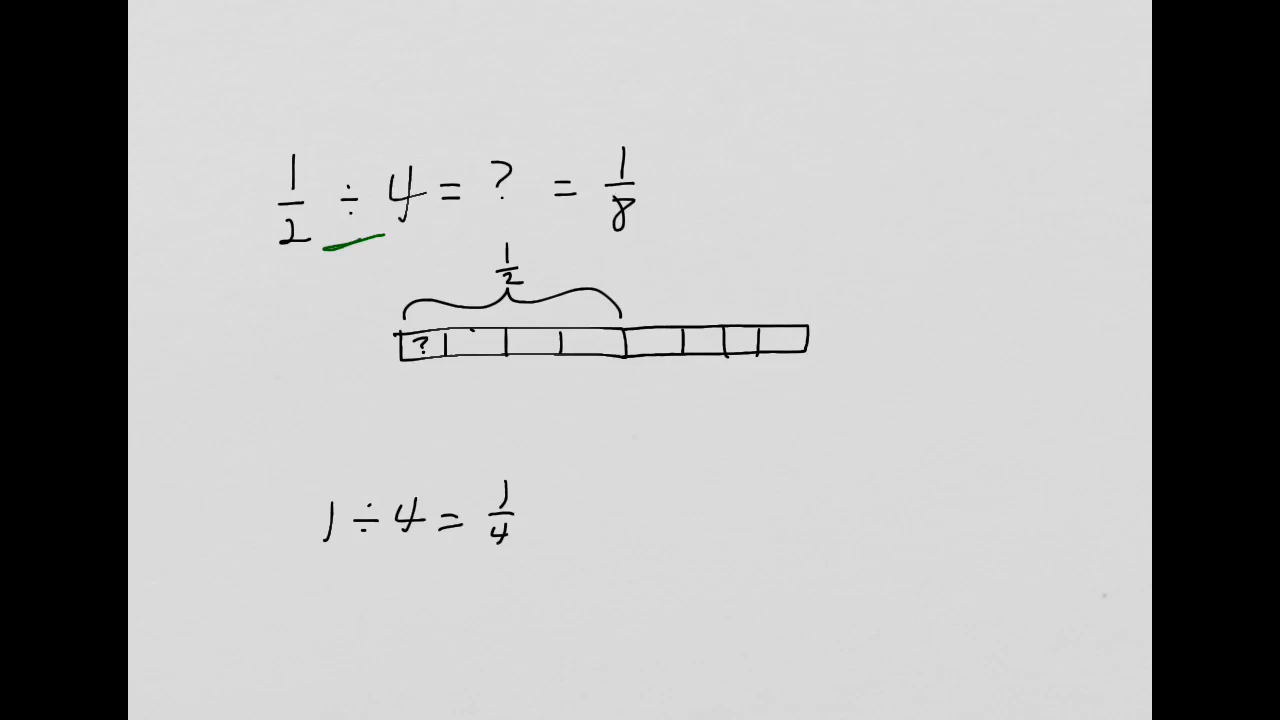 1/2 ÷ 4 = ? = 1/8
1/2
?
1 ÷ 4 = 1/4